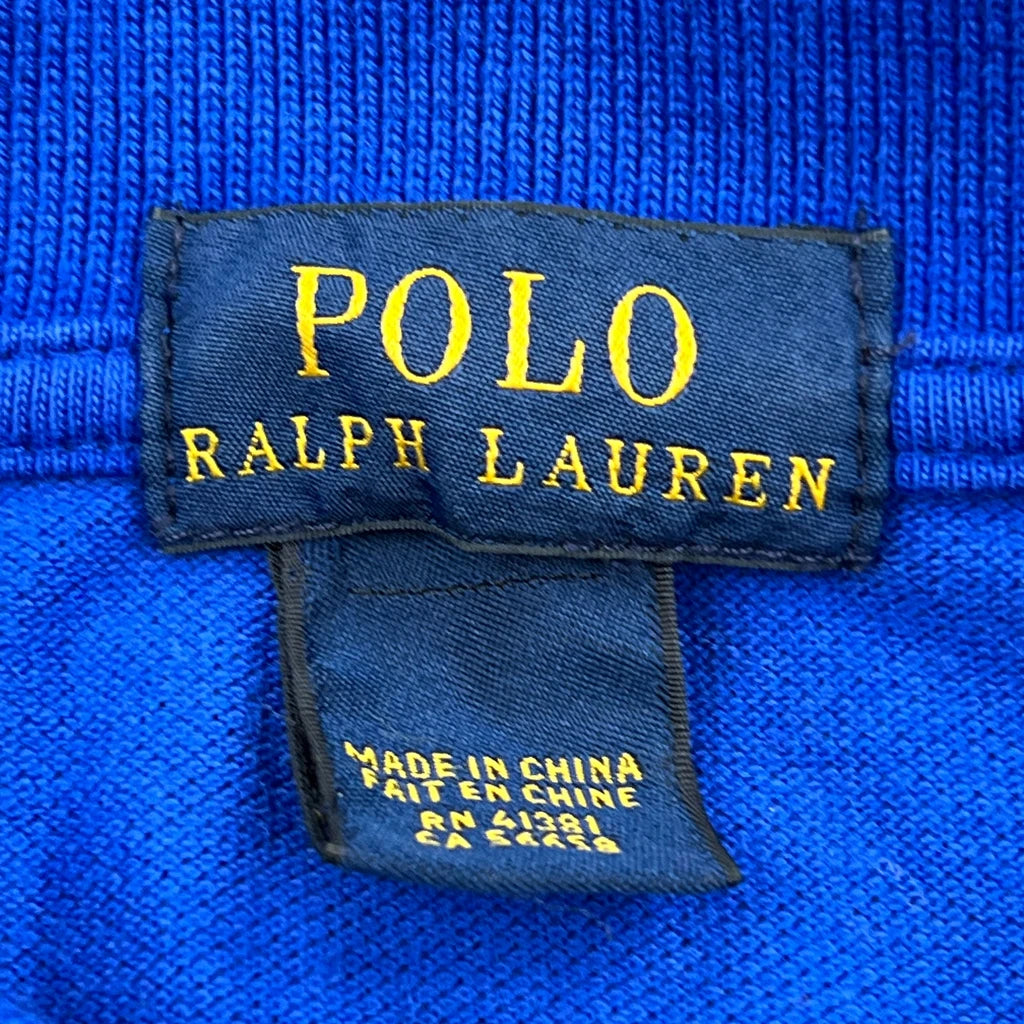 POLO
RALPH LAUREN
MADE IN CHINA
FAIT EN CHINE
RN 41381
CA 56658